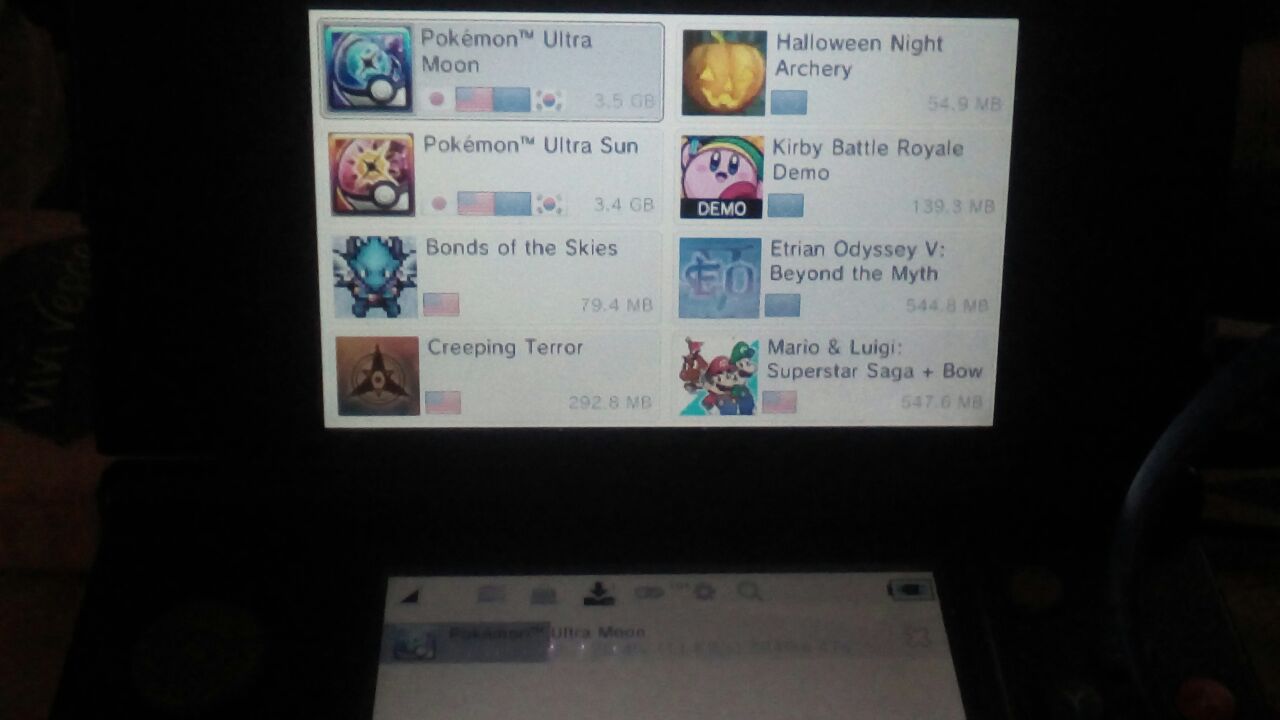 Pokémon™ Ultra
Moon
3.5 GB
Pokémon™ Ultra Sun
3.4 GB
Bonds of the Skies
79.4 MB
Creeping Terror
292.8 MB
Halloween Night
Archery
54.9 MB
Kirby Battle Royale
Demo
DEMO
139.3 MB
Etrian Odyssey V:
Beyond the Myth
EO
544.8 MB
Mario & Luigi:
Superstar Saga + Bow
547.6 MB
Pokémon™ Ultra Moon